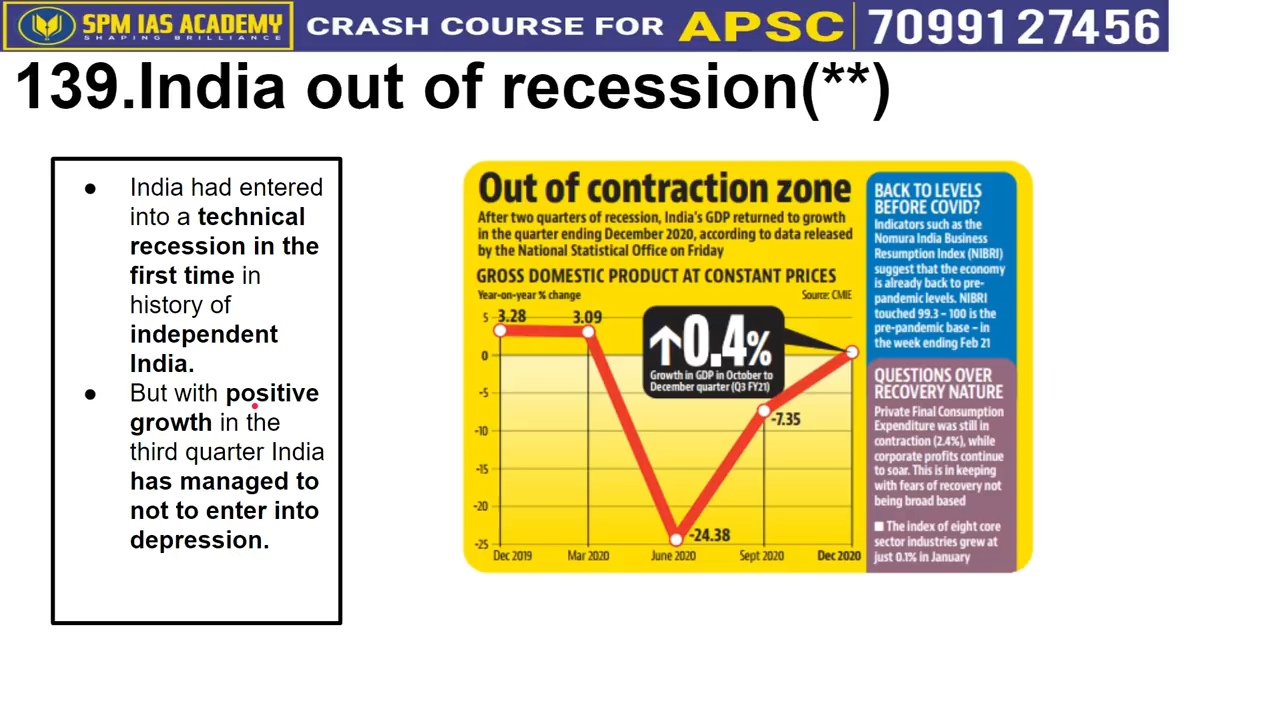 SPM IAS ACADEMY
SHAPING BRILLIANCE
CRASH COURSE FOR APSC 70991 27456
139.India out of recession(**)
● India had entered
into a technical
recession in the
first time in
history of
independent
India.
● But with positive
growth in the
third quarter India
has managed to
not to enter into
depression.
Out of contraction zone
After two quarters of recession, India's GDP returned to growth
in the quarter ending December 2020, according to data released
by the National Statistical Office on Friday
GROSS DOMESTIC PRODUCT AT CONSTANT PRICES
Year-on-year % change
Source: CMIE
5
0
-5
-10
-15
-20
-25
3.28
3.09
-24.38
-7.35
↑0.4%
Growth in GDP in October to
December quarter (Q3 FY21)
Dec 2019
Mar 2020
June 2020
Sept 2020
Dec 2020
BACK TO LEVELS
BEFORE COVID?
Indicators such as the
Nomura India Business
Resumption Index (NIBRI)
suggest that the economy
is already back to pre-
pandemic levels. NIBRI
touched 99.3 – 100 is the
pre-pandemic base – in
the week ending Feb 21
QUESTIONS OVER
RECOVERY NATURE
Private Final Consumption
Expenditure was still in
contraction (2.4%), while
corporate profits continue
to soar. This is in keeping
with fears of recovery not
being broad based
■ The index of eight core
sector industries grew at
just 0.1% in January